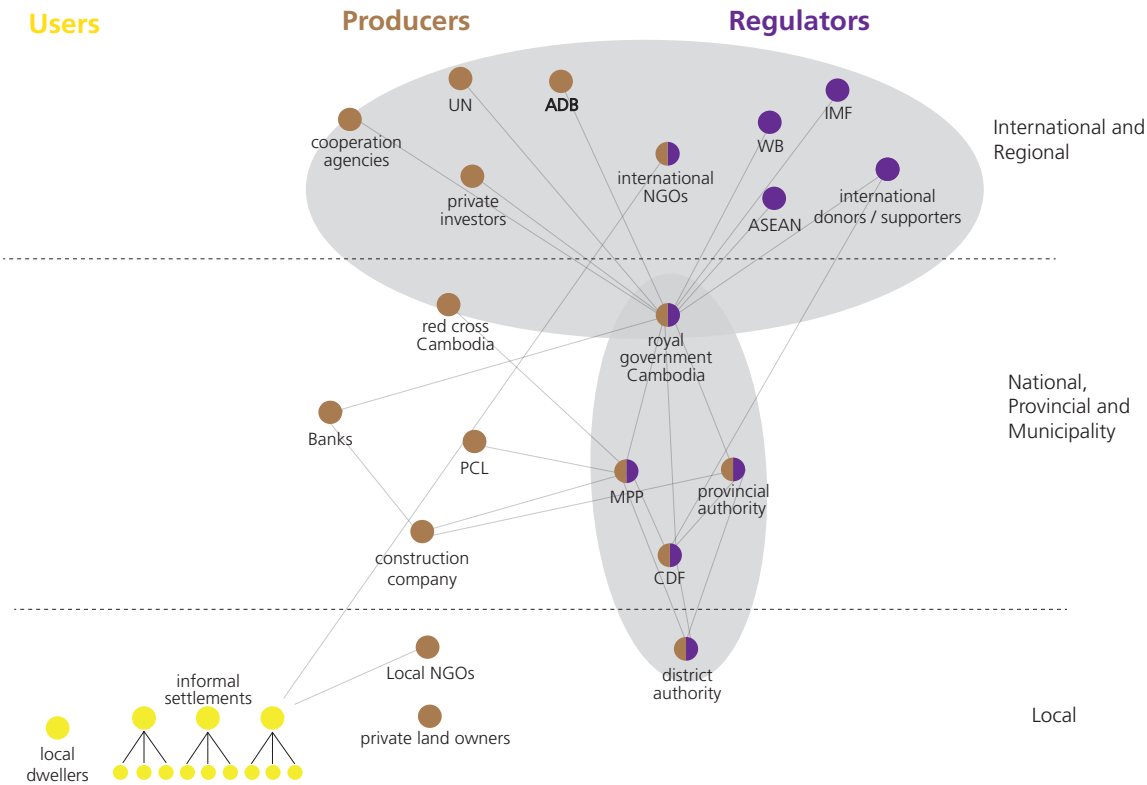 Users
Producers
Regulators
UN
ADB
IMF
WB
cooperation
agencies
international
NGOs
private
investors
ASEAN
international
donors / supporters
International and
Regional
red cross
Cambodia
royal
government
Cambodia
Banks
PCL
MPP
provincial
authority
National,
Provincial and
Municipality
construction
company
CDF
Local NGOs
district
authority
informal
settlements
private land owners
local
dwellers
Local